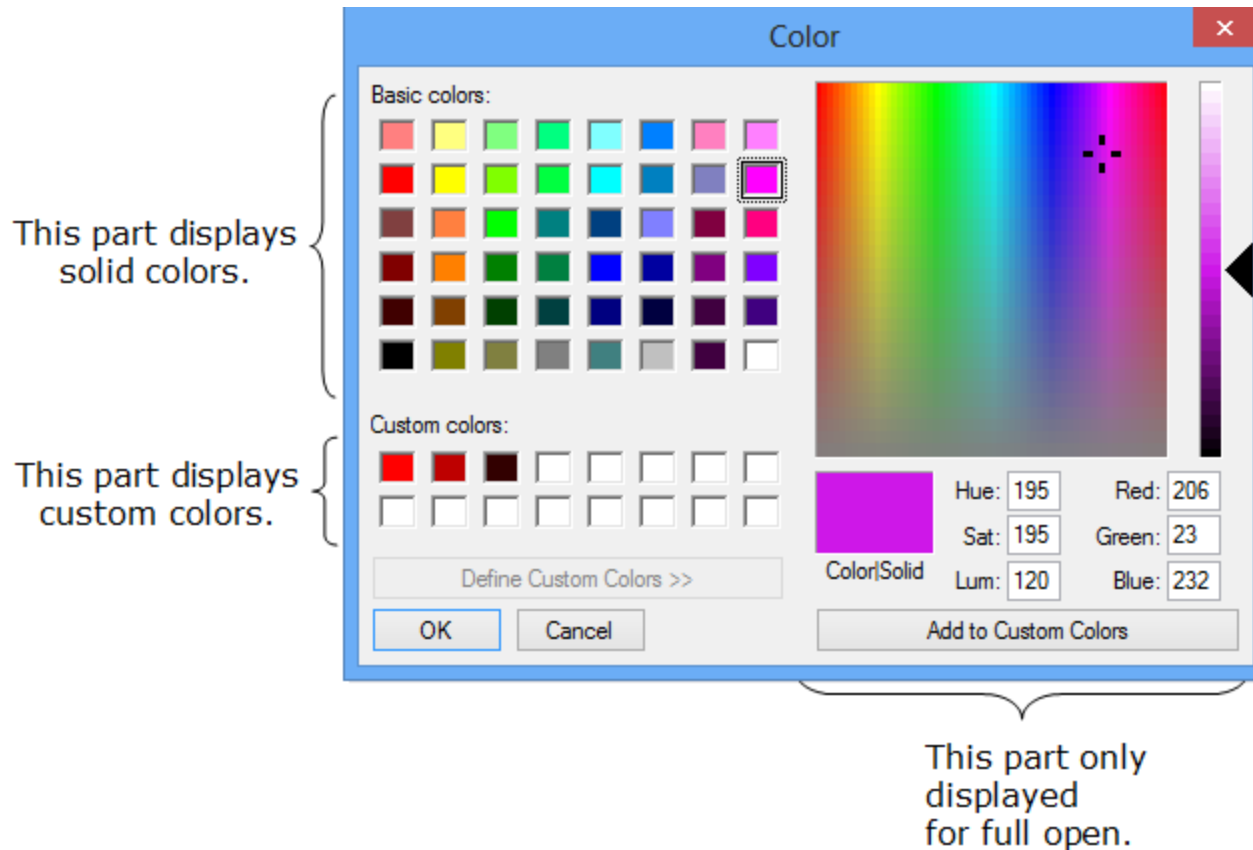 Color
Basic colors:
This part displays
solid colors.
Custom colors:
This part displays
custom colors.
Define Custom Colors >>
OK
Cancel
Color|Solid
Hue: 195
Sat: 195
Lum: 120
Red: 206
Green: 23
Blue: 232
Add to Custom Colors
This part only
displayed
for full open.